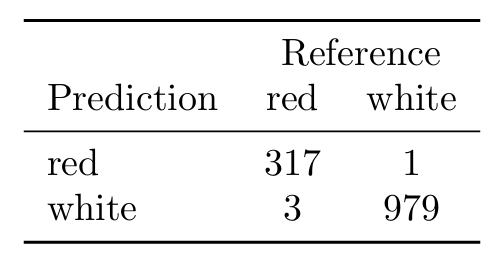 Reference
Prediction red white
red 317 1
white 3 979